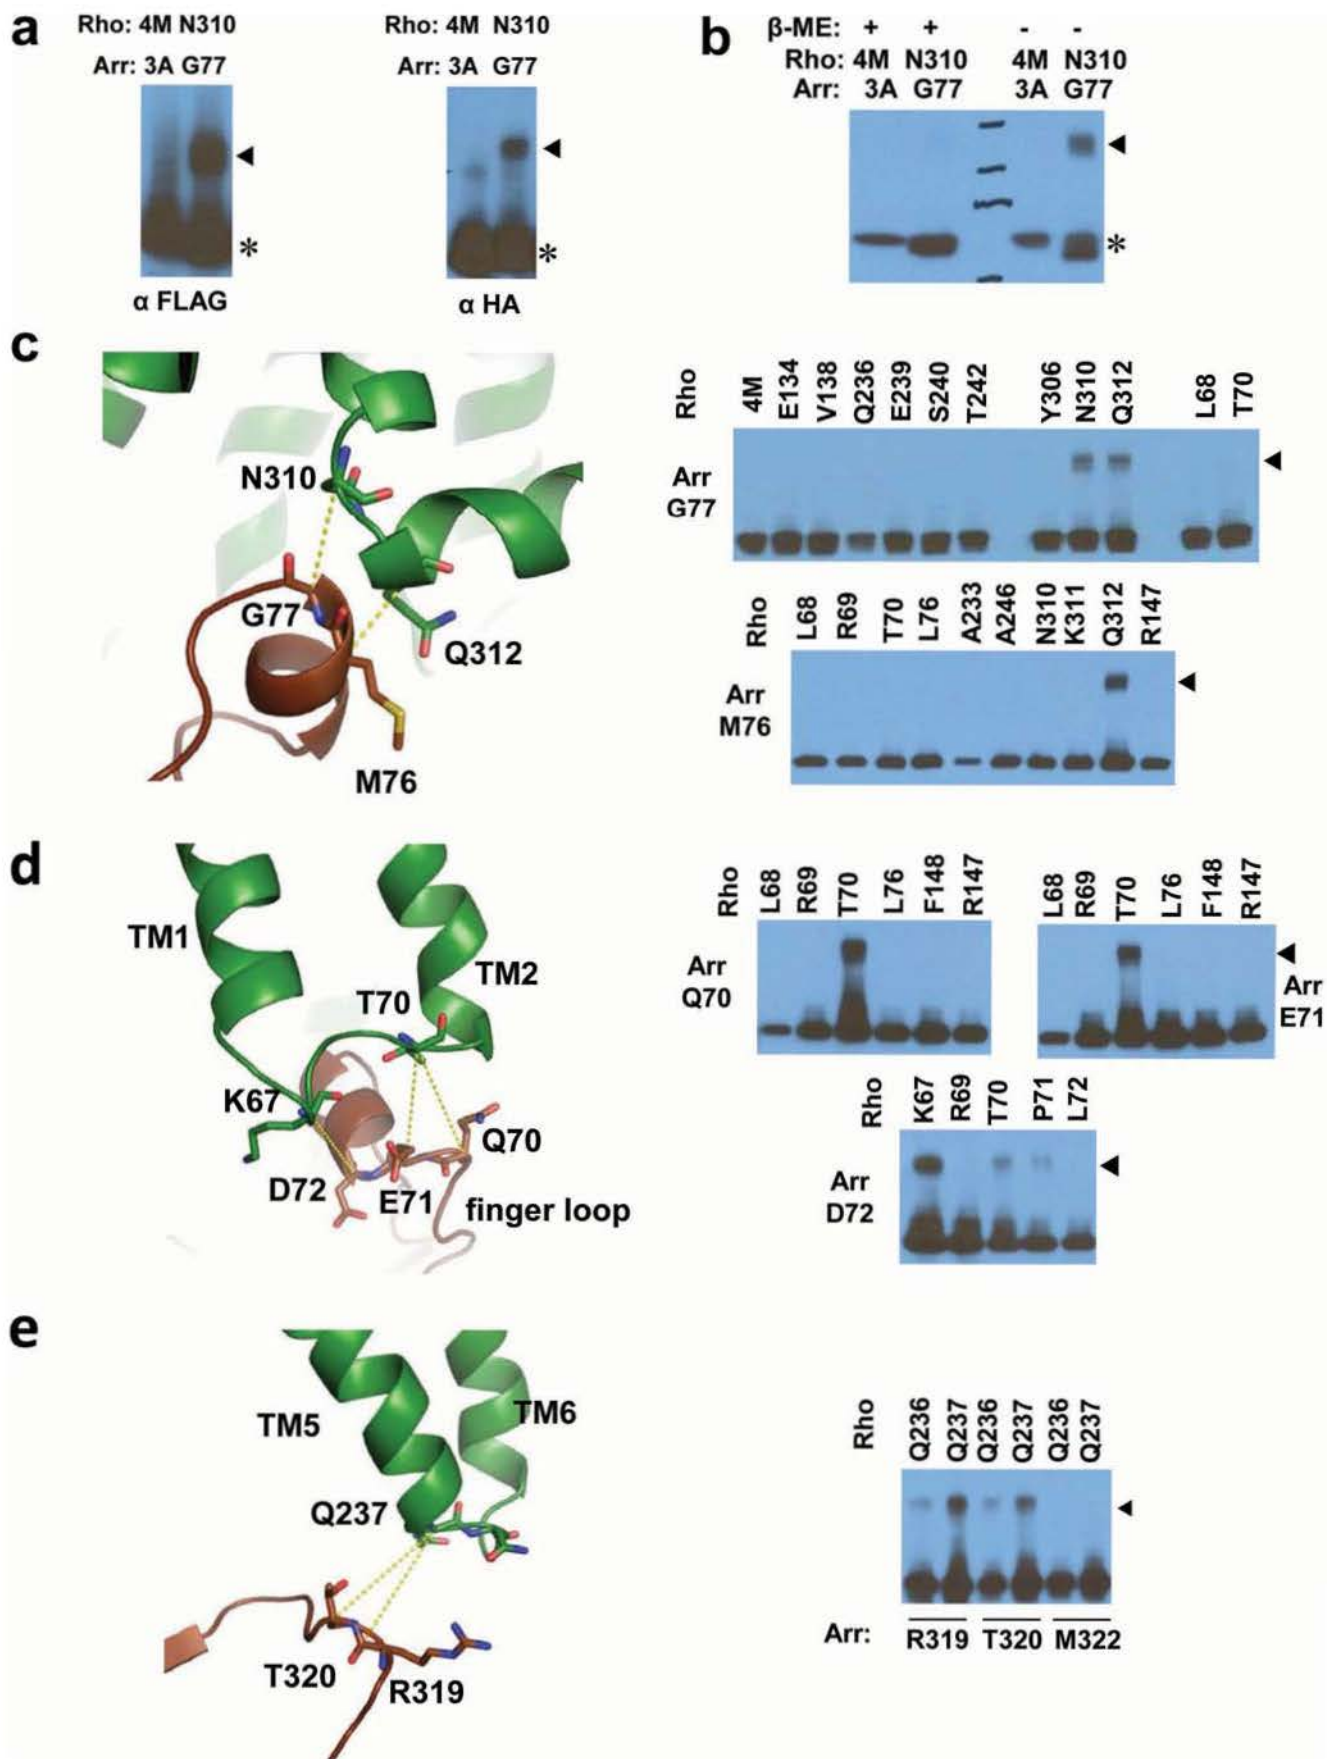 a
Rho: 4M N310
Arr: 3A G77
α FLAG
Rho: 4M N310
Arr: 3A G77
α HA
*
*
b
β-ME: + + - -
Rho: 4M N310 4M N310
Arr: 3A G77 3A G77
*
c
N310
G77
Q312
M76
Rho 4M E134 V138 Q236 E239 S240 T242 Y306 N310 Q312 L68 T70
Arr
G77
Rho L68 R69 T70 L76 A233 A246 N310 K311 Q312 R147
Arr
M76
d
TM1
TM2
T70
K67
Q70
D72
E71
finger loop
Rho L68 R69 T70 L76 F148 R147
Arr
Q70
L68 R69 T70 L76 F148 R147
Arr
E71
Rho K67 R69 T70 P71 L72
Arr
D72
e
TM5
TM6
Q237
T320
R319
Rho Q236 Q237 Q236 Q237 Q236 Q237
Arr: R319 T320 M322